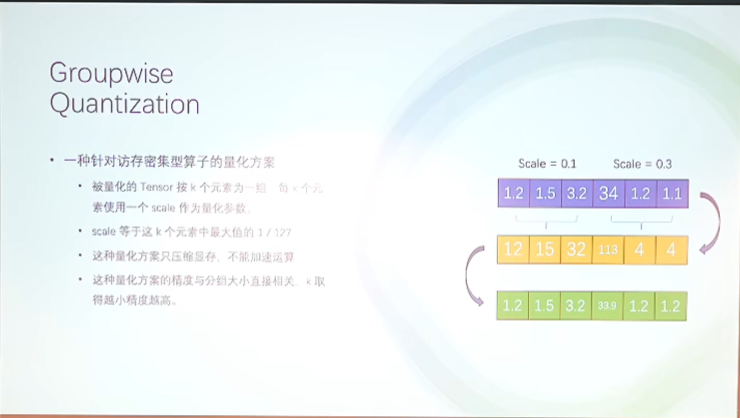 Groupwise
Quantization
• 一种针对访存密集型算子的量化方案
• 被量化的 Tensor 按 k 个元素为一组，每 k 个元
素使用一个 scale 作为量化参数。
• scale 等于这 k 个元素中最大值的 1 / 127
• 这种量化方案只压缩显存，不能加速运算
• 这种量化方案的精度与分组大小直接相关，k 取
得越小精度越高。
Scale = 0.1 Scale = 0.3
1.2 1.5 3.2 34 1.2 1.1
12 15 32 113 4 4
1.2 1.5 3.2 33.9 1.2 1.2